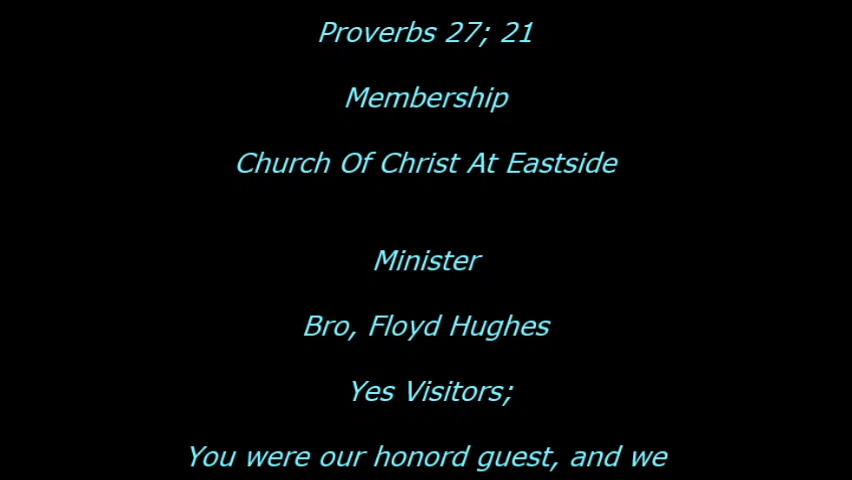 Proverbs 27; 21
Membership
Church Of Christ At Eastside
Minister
Bro, Floyd Hughes
Yes Visitors;
You were our honord guest, and we